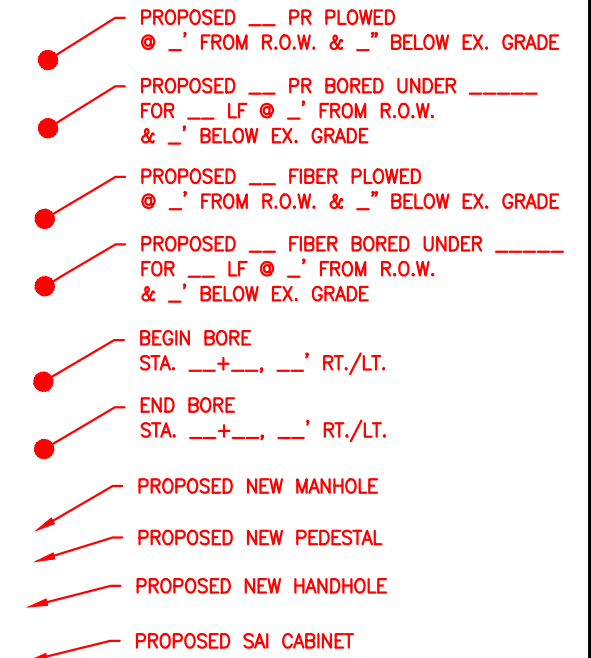 PROPOSED __ PR PLOWED
@ _' FROM R.O.W. & _" BELOW EX. GRADE
PROPOSED __ PR BORED UNDER _____
FOR __ LF @ _' FROM R.O.W.
& _' BELOW EX. GRADE
PROPOSED __ FIBER PLOWED
@ _' FROM R.O.W. & _" BELOW EX. GRADE
PROPOSED __ FIBER BORED UNDER _____
FOR __ LF @ _' FROM R.O.W.
& _' BELOW EX. GRADE
BEGIN BORE
STA. __+__, __' RT./LT.
END BORE
STA. __+__, __' RT./LT.
PROPOSED NEW MANHOLE
PROPOSED NEW PEDESTAL
PROPOSED NEW HANDHOLE
PROPOSED SAI CABINET